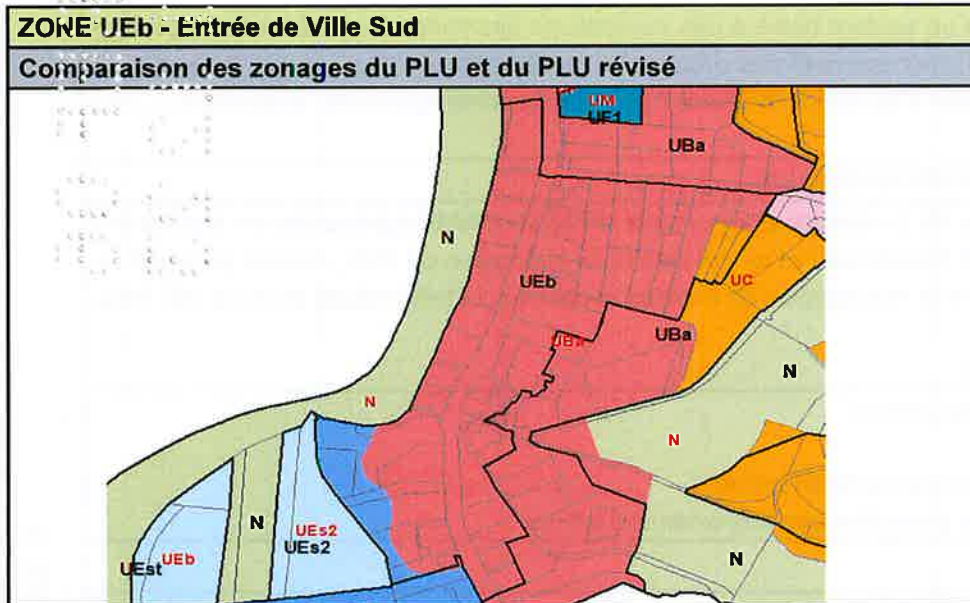 ZONE UEb - Entrée de Ville Sud
Comparaison des zonages du PLU et du PLU révisé
UM
UE1
UBa
N
UEb
UC
UBa
UBa
N
N
N
N
UEs2
UEs2
UEb
UEst
N